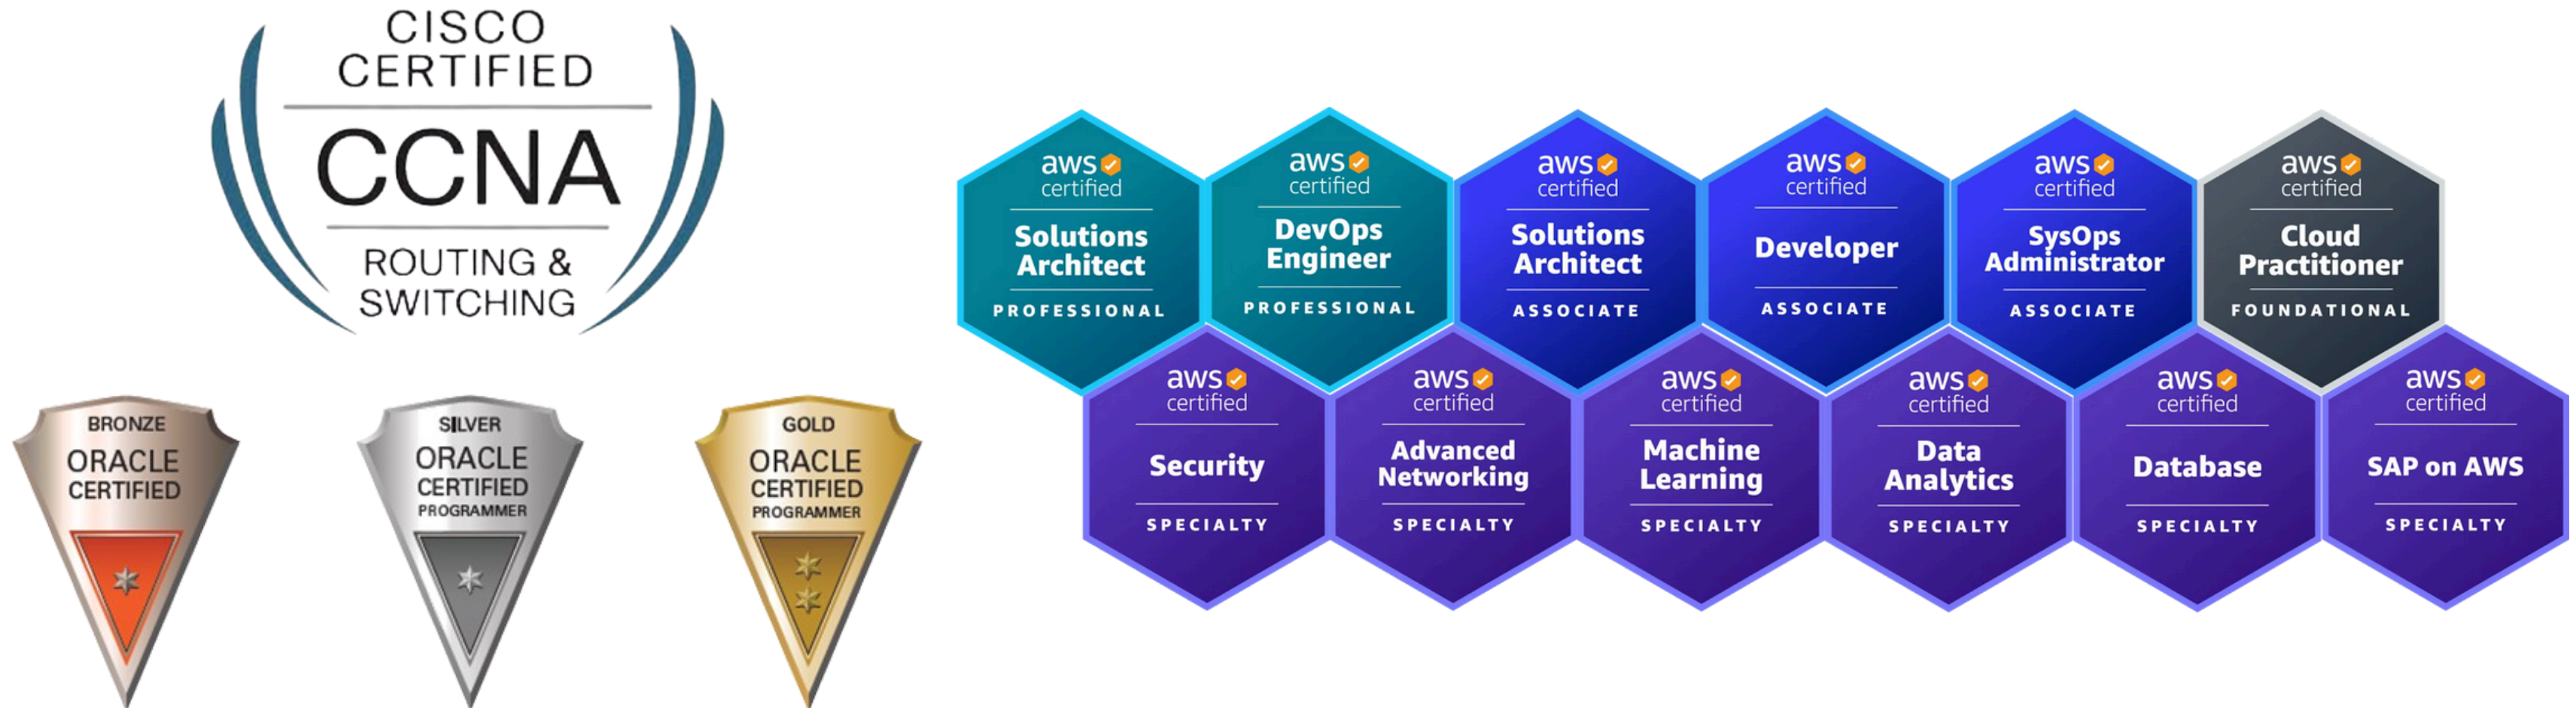 CISCO
CERTIFIED
CCNA
ROUTING &
SWITCHING
BRONZE
ORACLE
CERTIFIED
SILVER
ORACLE
CERTIFIED
PROGRAMMER
GOLD
ORACLE
CERTIFIED
PROGRAMMER
aws
certified
Solutions
Architect
PROFESSIONAL
aws
certified
DevOps
Engineer
PROFESSIONAL
aws
certified
Solutions
Architect
ASSOCIATE
aws
certified
Developer
ASSOCIATE
aws
certified
SysOps
Administrator
ASSOCIATE
aws
certified
Cloud
Practitioner
FOUNDATIONAL
aws
certified
Security
SPECIALTY
aws
certified
Advanced
Networking
SPECIALTY
aws
certified
Machine
Learning
SPECIALTY
aws
certified
Data
Analytics
SPECIALTY
aws
certified
Database
SPECIALTY
aws
certified
SAP on AWS
SPECIALTY